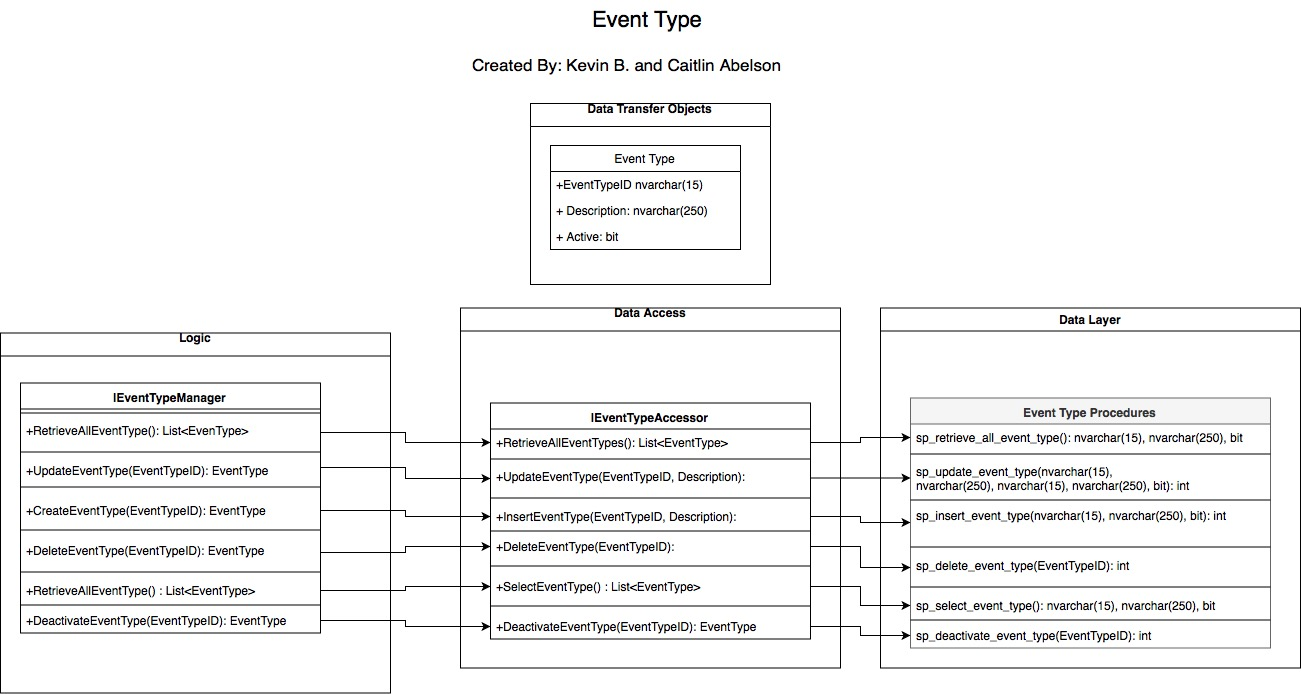 Event Type
Created By: Kevin B. and Caitlin Abelson
Data Transfer Objects
Event Type
+EventTypeID nvarchar(15)
+ Description: nvarchar(250)
+ Active: bit
Logic
IEventTypeManager
+RetrieveAllEventType(): List<EvenType>
+UpdateEventType(EventTypeID): EventType
+CreateEventType(EventTypeID): EventType
+DeleteEventType(EventTypeID): EventType
+RetrieveAllEventType() : List<EventType>
+DeactivateEventType(EventTypeID): EventType
Data Access
IEventTypeAccessor
+RetrieveAllEventTypes(): List<EventType>
+UpdateEventType(EventTypeID, Description):
+InsertEventType(EventTypeID, Description):
+DeleteEventType(EventTypeID):
+SelectEventType() : List<EventType>
+DeactivateEventType(EventTypeID): EventType
Data Layer
Event Type Procedures
sp_retrieve_all_event_type(): nvarchar(15), nvarchar(250), bit
sp_update_event_type(nvarchar(15),
nvarchar(250), nvarchar(15), nvarchar(250), bit): int
sp_insert_event_type(nvarchar(15), nvarchar(250), bit): int
sp_delete_event_type(EventTypeID): int
sp_select_event_type(): nvarchar(15), nvarchar(250), bit
sp_deactivate_event_type(EventTypeID): int